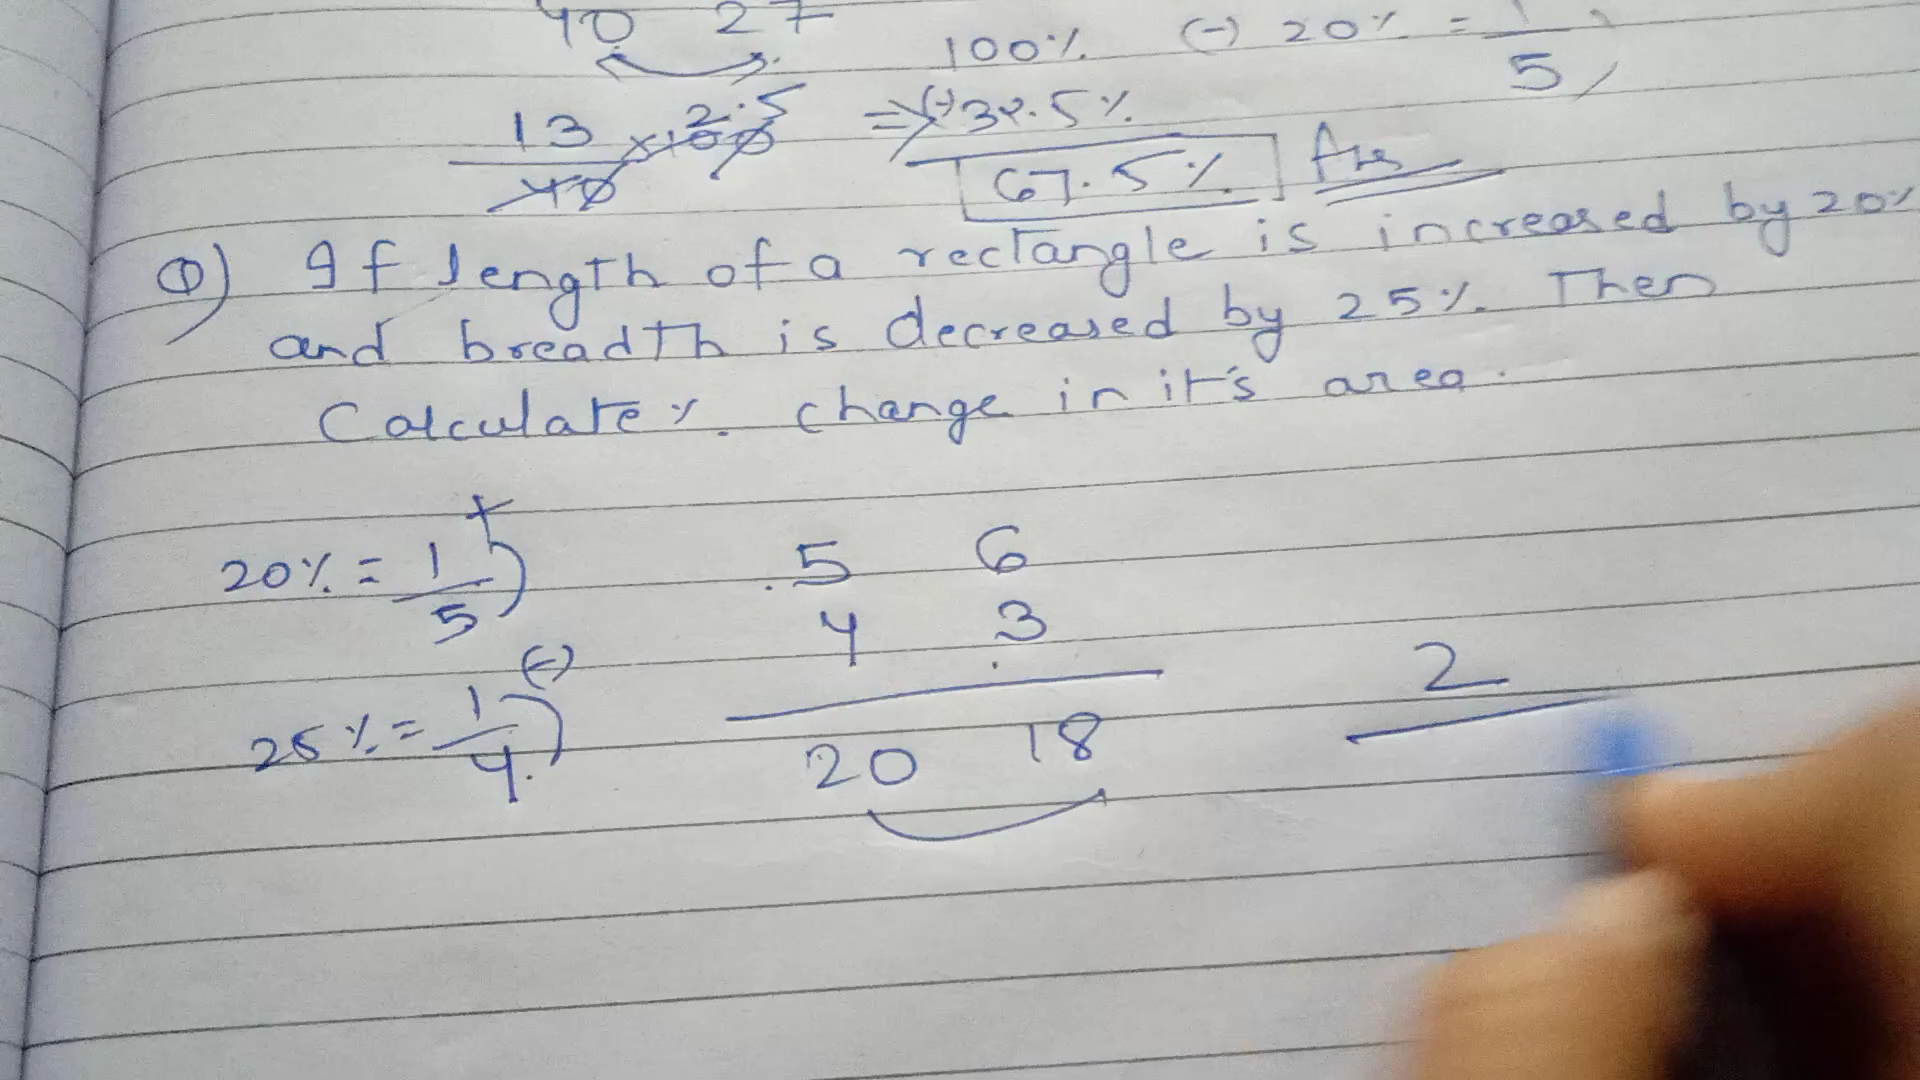 40 27
100% (-) 20% = 1/5
13/40 × 100 2.5 => (-) 32.5%
67.5% Ans
Q) If length of a rectangle is increased by 20%
and breadth is decreased by 25%. Then
Calculate % change in it's area.
20% = 1/5 +
5 6
4 3
25% = 1/4 (-)
20 18
2